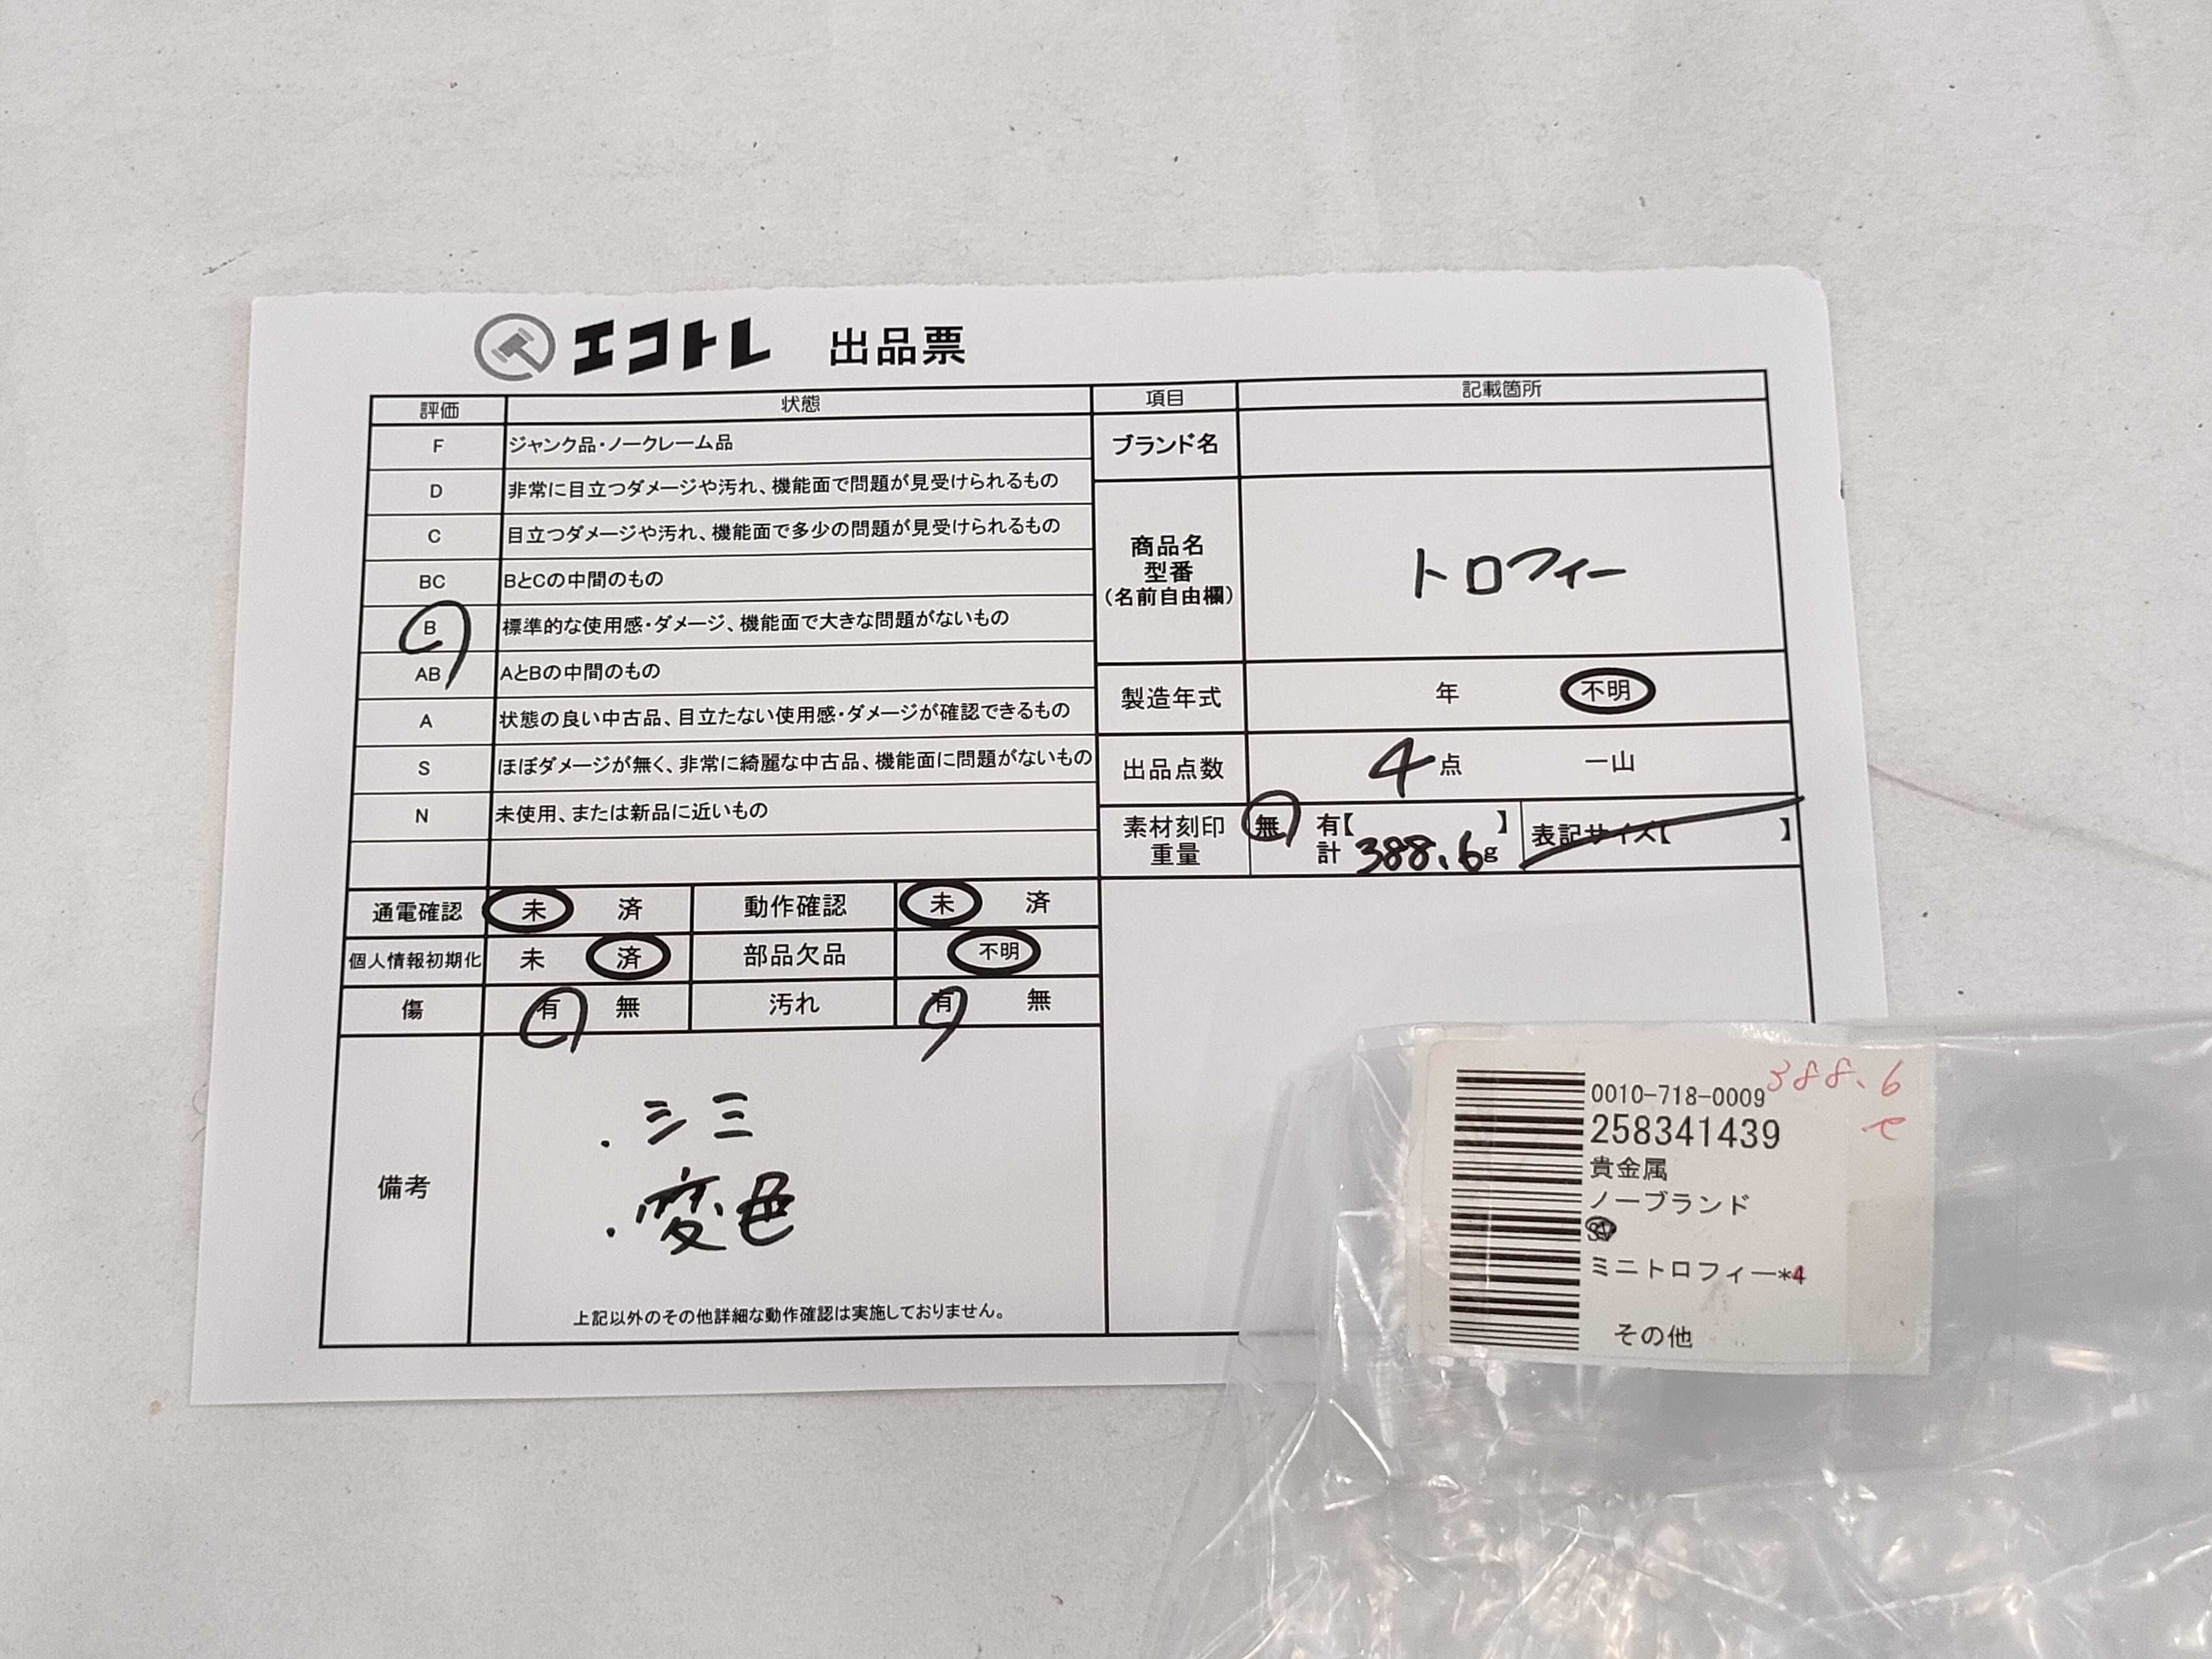 エコトレ 出品票
評価 状態 項目 記載箇所
F ジャンク品・ノークレーム品
D 非常に目立つダメージや汚れ、機能面で問題が見受けられるもの
C 目立つダメージや汚れ、機能面で多少の問題が見受けられるもの
BC BとCの中間のもの
B 標準的な使用感・ダメージ、機能面で大きな問題がないもの
AB AとBの中間のもの
A 状態の良い中古品、目立たない使用感・ダメージが確認できるもの
S ほぼダメージが無く、非常に綺麗な中古品、機能面に問題がないもの
N 未使用、または新品に近いもの
ブランド名
商品名
型番
(名前自由欄)
トロフィー
製造年式 年 不明
出品点数 4点 一山
素材刻印
重量
無 有【 】
計 388.6g
表記サイズ【 】
通電確認 未 済 動作確認 未 済
個人情報初期化 未 済 部品欠品 不明
傷 有 無 汚れ 有 無
備考
・シミ
・変色
上記以外のその他詳細な動作確認は実施しておりません。
388.6
0010-718-0009
258341439
貴金属
ノーブランド
ミニトロフィー*4
その他